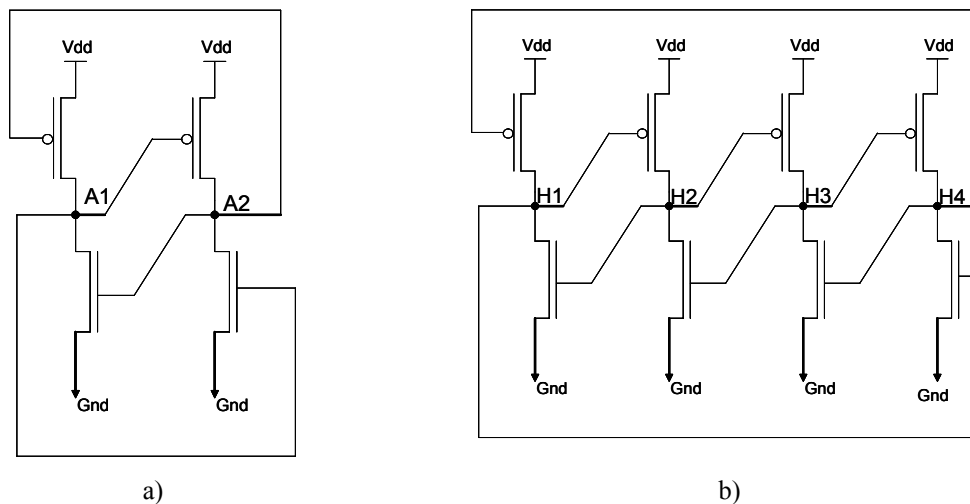 Vdd Vdd
A1 A2
Gnd Gnd
a)
Vdd Vdd Vdd Vdd
H1 H2 H3 H4
Gnd Gnd Gnd Gnd
b)